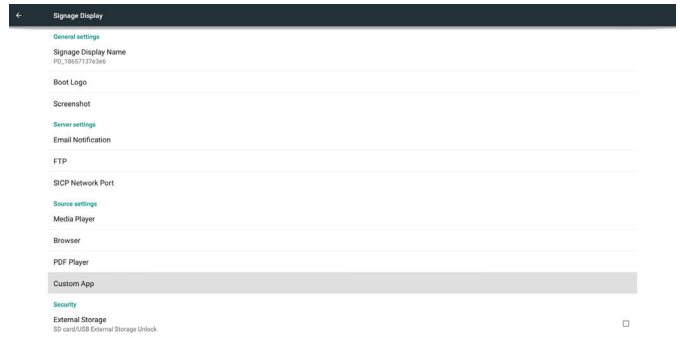 Signage Display
General settings
Signage Display Name
PD_18657137e3e6
Boot Logo
Screenshot
Server settings
Email Notification
FTP
SICP Network Port
Source settings
Media Player
Browser
PDF Player
Custom App
Security
External Storage
SD card/USB External Storage Unlock